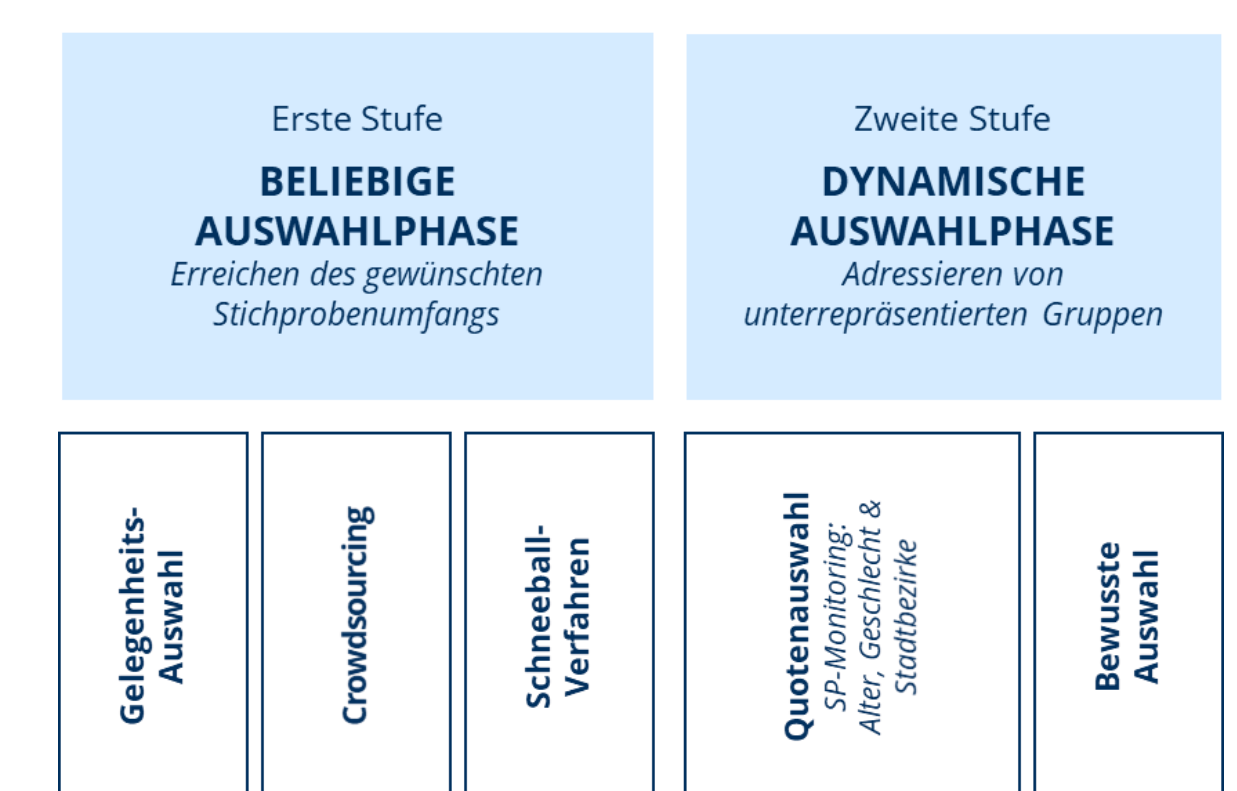 Erste Stufe
BELIEBIGE
AUSWAHLPHASE
Erreichen des gewünschten
Stichprobenumfangs
Zweite Stufe
DYNAMISCHE
AUSWAHLPHASE
Adressieren von
unterrepräsentierten Gruppen
Gelegenheits-
Auswahl
Crowdsourcing
Schneeball-
Verfahren
Quotenauswahl
SP-Monitoring:
Alter, Geschlecht &
Stadtbezirke
Bewusste
Auswahl